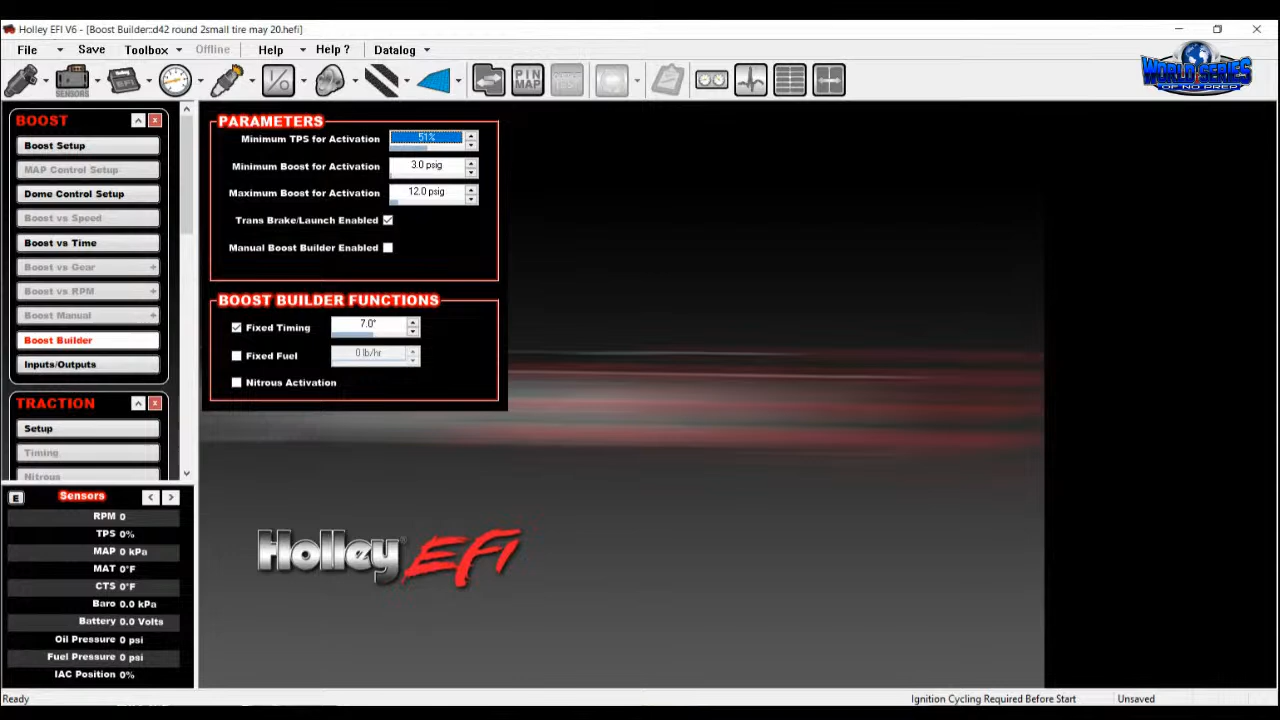 Holley EFI V6 - [Boost Builder::d42 round 2small tire may 20.hefi]
File Save Toolbox Offline Help Help ? Datalog
SENSORS
I/O
PIN MAP
WORLD SERIES
OF NO PREP
BOOST
Boost Setup
MAP Control Setup
Dome Control Setup
Boost vs Speed
Boost vs Time
Boost vs Gear +
Boost vs RPM +
Boost Manual +
Boost Builder
Inputs/Outputs
TRACTION
Setup
Timing
Nitrous
E Sensors < >
RPM 0
TPS 0%
MAP 0 kPa
MAT 0°F
CTS 0°F
Baro 0.0 kPa
Battery 0.0 Volts
Oil Pressure 0 psi
Fuel Pressure 0 psi
IAC Position 0%
PARAMETERS
Minimum TPS for Activation 51%
Minimum Boost for Activation 3.0 psig
Maximum Boost for Activation 12.0 psig
Trans Brake/Launch Enabled
Manual Boost Builder Enabled
BOOST BUILDER FUNCTIONS
Fixed Timing 7.0°
Fixed Fuel 0 lb/hr
Nitrous Activation
Holley EFI
Ready Ignition Cycling Required Before Start Unsaved